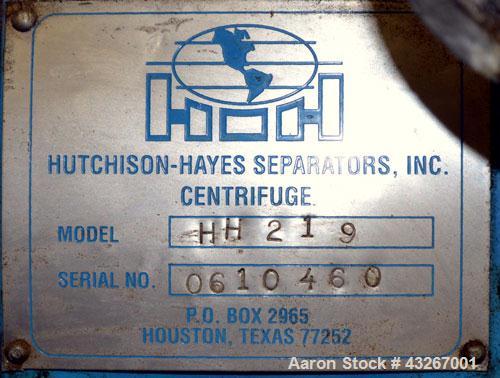 HOH
HUTCHISON-HAYES SEPARATORS, INC.
CENTRIFUGE
MODEL HH 219
SERIAL NO. 0610460
P.O. BOX 2965
HOUSTON, TEXAS 77252
Aaron Stock # 43267001